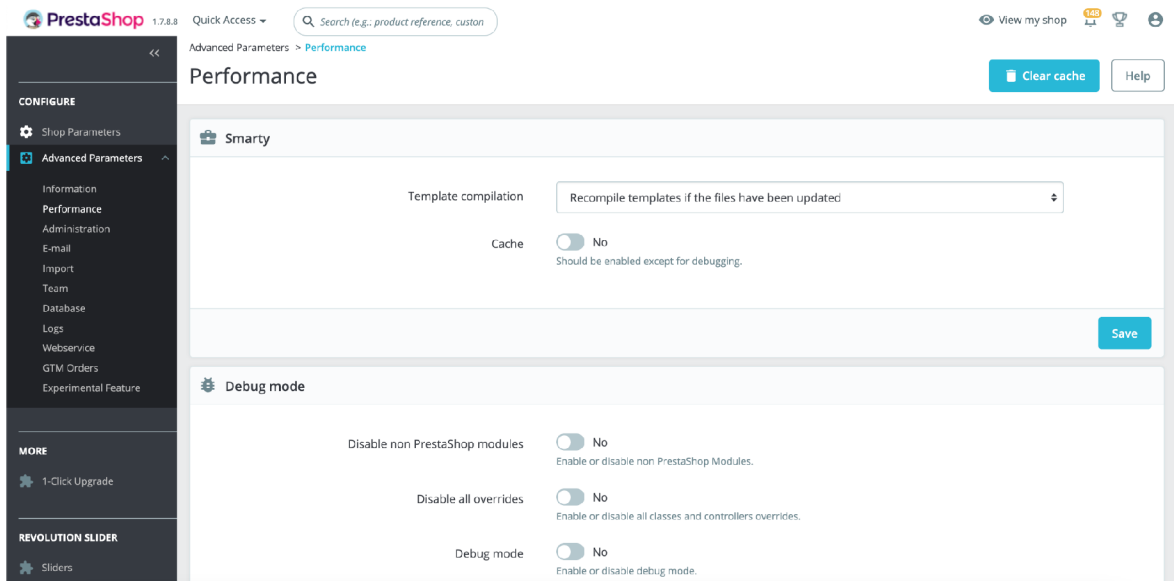 PrestaShop 1.7.8.8 Quick Access Search (e.g.: product reference, custon View my shop 148
Advanced Parameters > Performance
Performance
Clear cache Help
CONFIGURE
Shop Parameters
Advanced Parameters
Information
Performance
Administration
E-mail
Import
Team
Database
Logs
Webservice
GTM Orders
Experimental Feature
MORE
1-Click Upgrade
REVOLUTION SLIDER
Sliders
Smarty
Template compilation Recompile templates if the files have been updated
Cache No
Should be enabled except for debugging.
Save
Debug mode
Disable non PrestaShop modules No
Enable or disable non PrestaShop Modules.
Disable all overrides No
Enable or disable all classes and controllers overrides.
Debug mode No
Enable or disable debug mode.